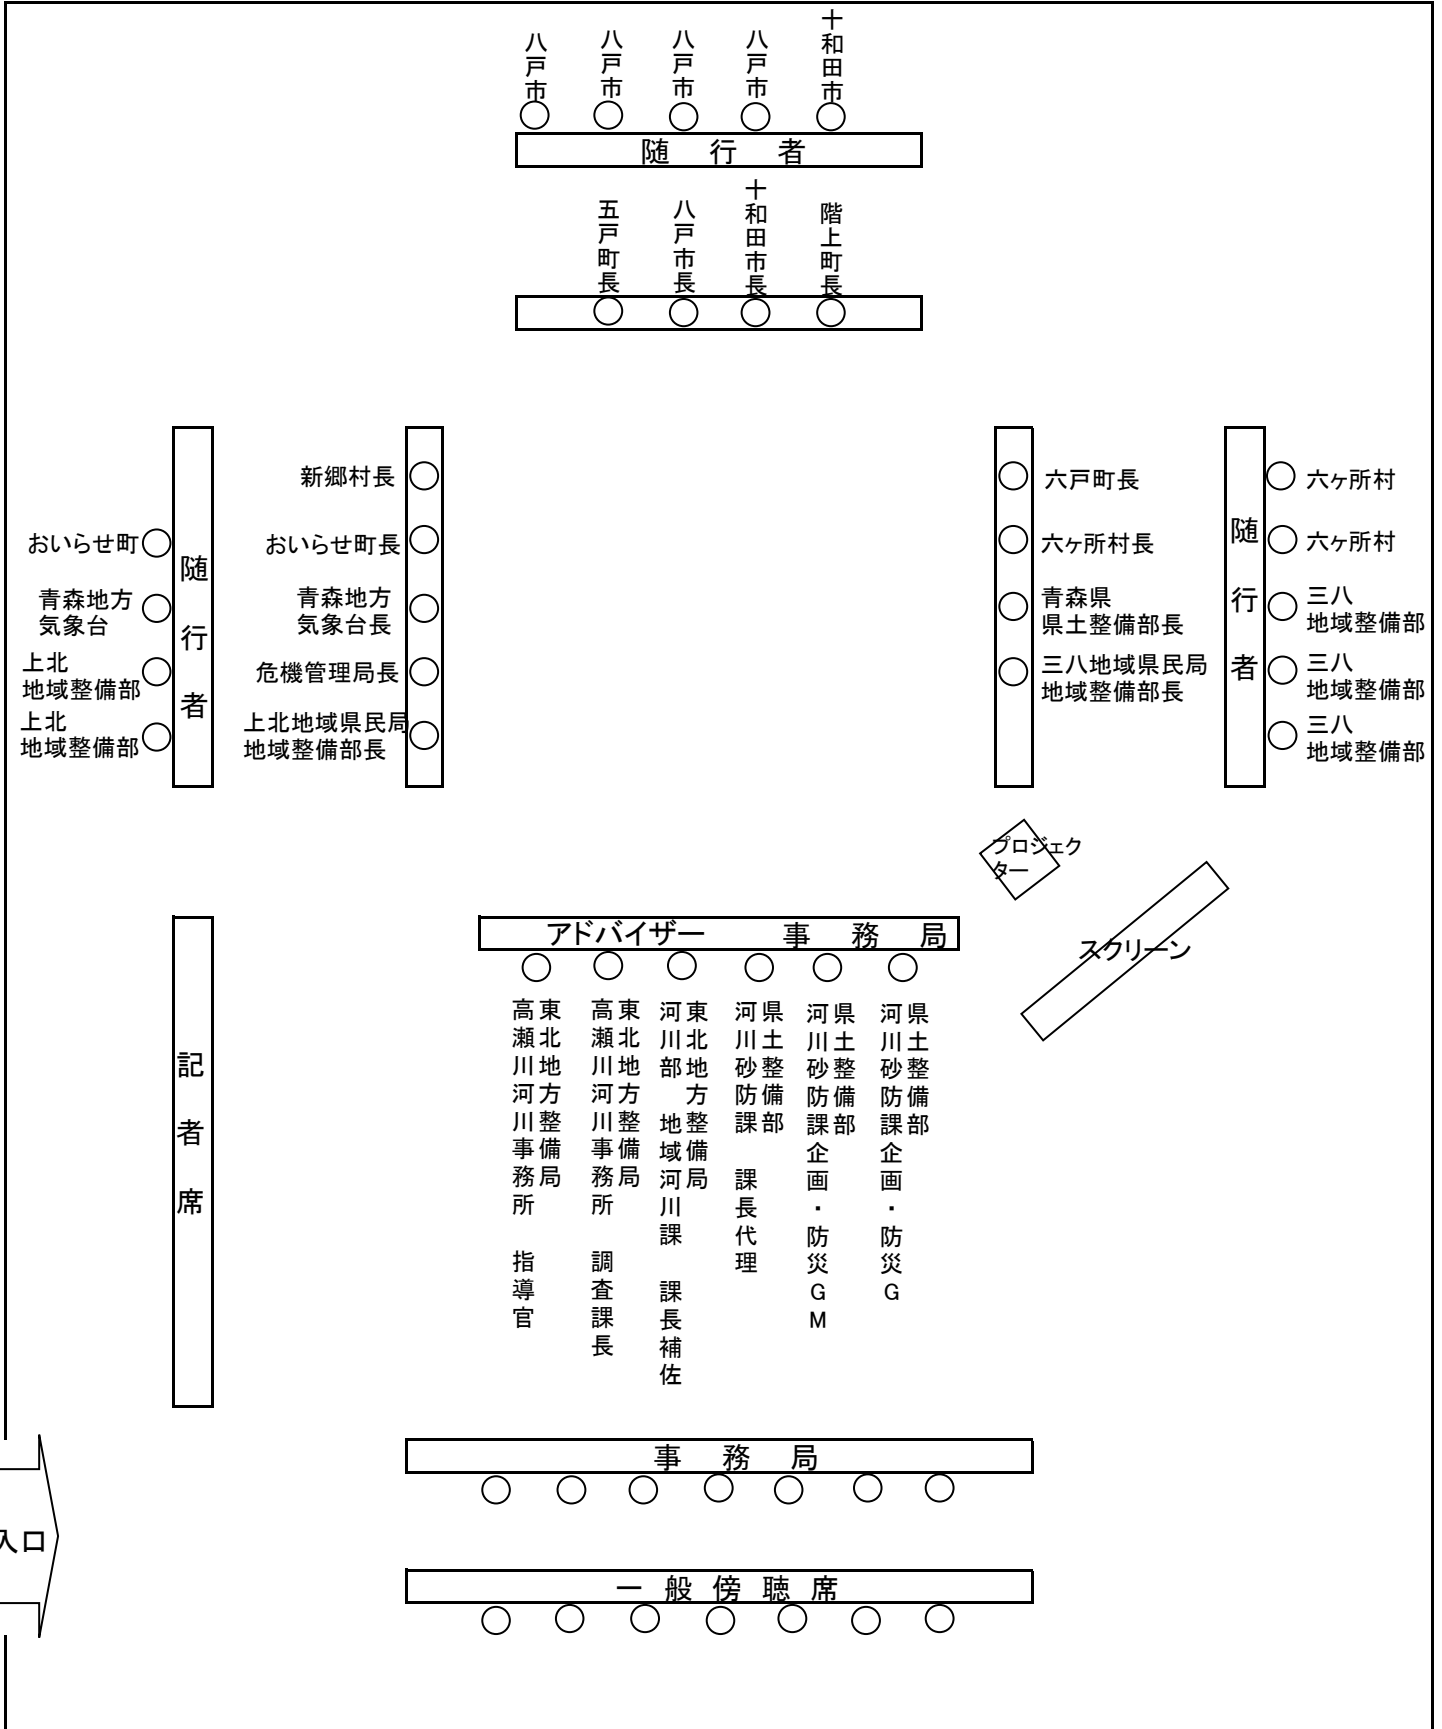 八戸市
八戸市
八戸市
八戸市
十和田市
随行者
五戸町長
八戸市長
十和田市長
階上町長
おいらせ町
青森地方
気象台
上北
地域整備部
上北
地域整備部
随行者
新郷村長
おいらせ町長
青森地方
気象台長
危機管理局長
上北地域県民局
地域整備部長
六戸町長
六ヶ所村長
青森県
県土整備部長
三八地域県民局
地域整備部長
随行者
六ヶ所村
六ヶ所村
三八
地域整備部
三八
地域整備部
三八
地域整備部
プロジェク
ター
スクリーン
アドバイザー
事務局
東北地方整備局
高瀬川河川事務所 指導官
東北地方整備局
高瀬川河川事務所 調査課長
東北地方整備局
河川部 地域河川課 課長補佐
県土整備部
河川砂防課 課長代理
県土整備部
河川砂防課企画・防災GM
県土整備部
河川砂防課企画・防災G
記者席
事務局
入口
一般傍聴席